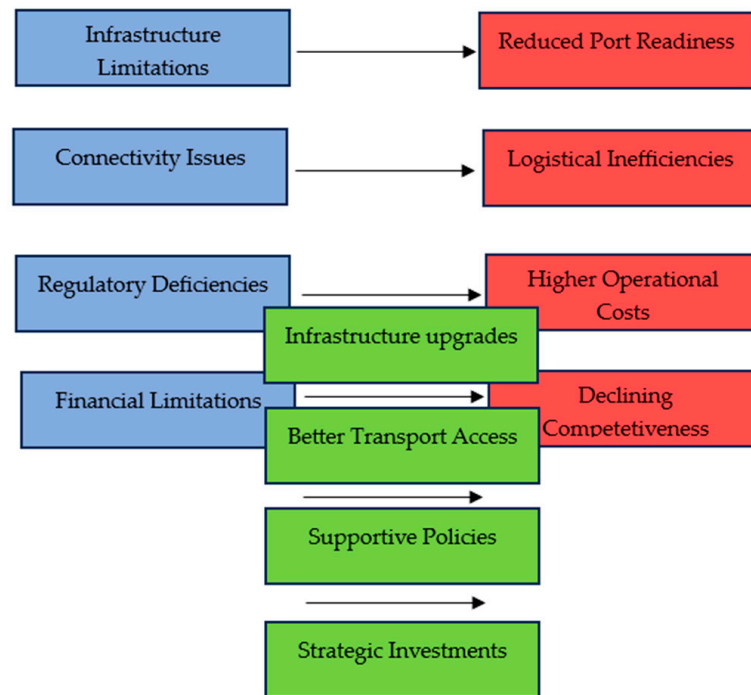 Infrastructure
Limitations
Reduced Port Readiness
Connectivity Issues
Logistical Inefficiencies
Regulatory Deficiencies
Higher Operational
Costs
Infrastructure upgrades
Financial Limitations
Declining
Competetiveness
Better Transport Access
Supportive Policies
Strategic Investments